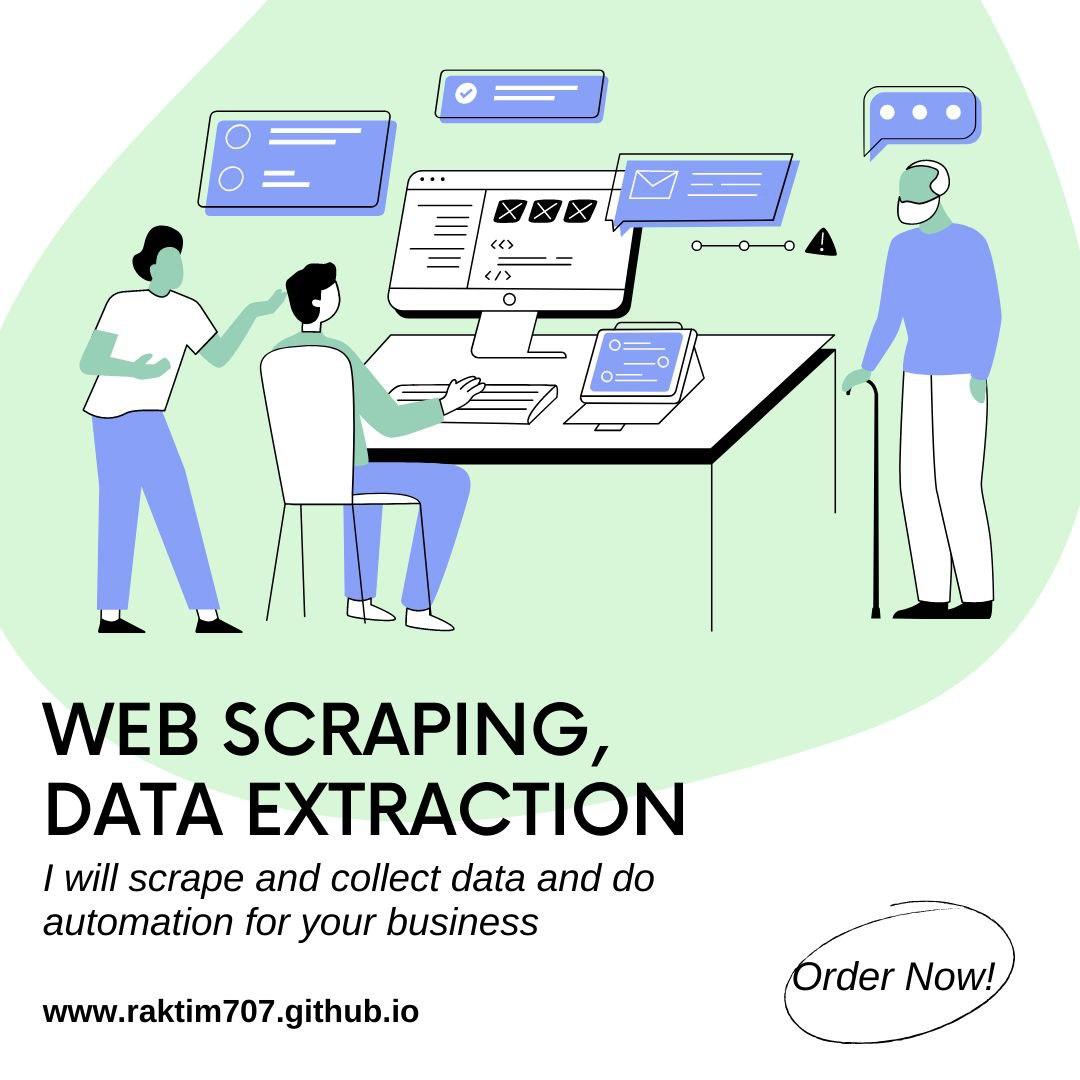 WEB SCRAPING,
DATA EXTRACTION
I will scrape and collect data and do
automation for your business
Order Now!
www.raktim707.github.io